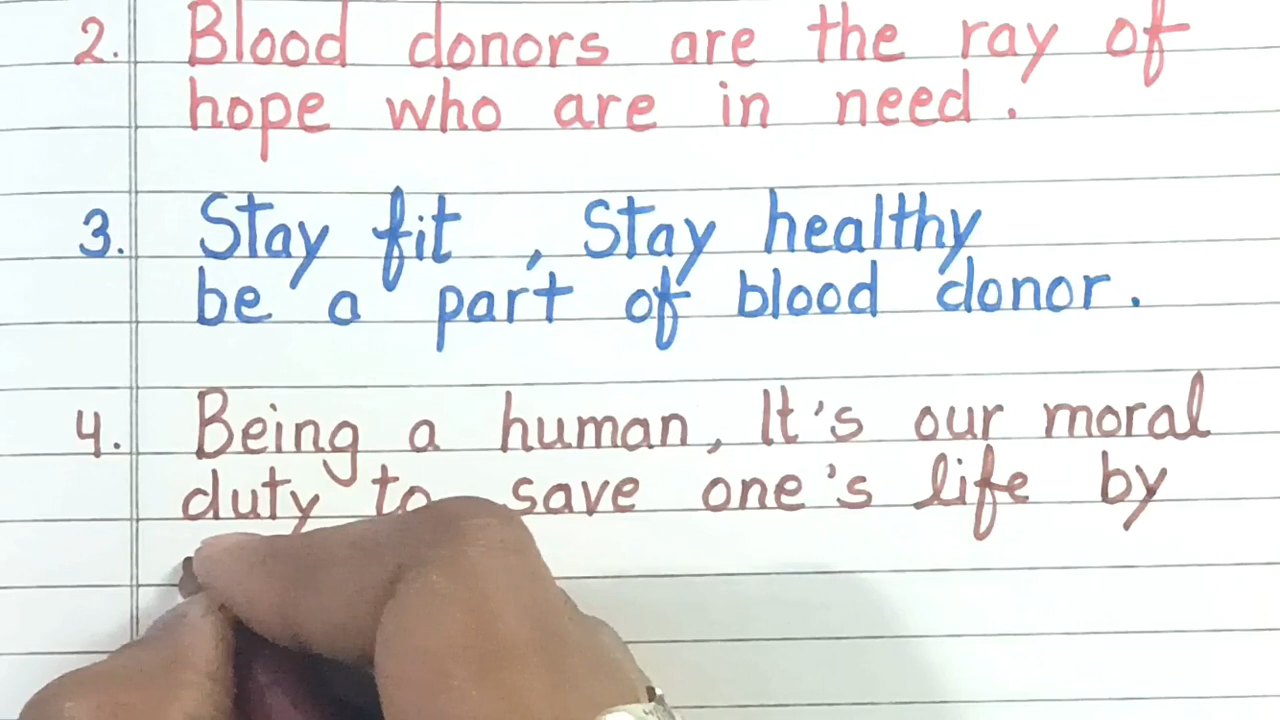 2. Blood donors are the ray of
hope who are in need.
3. Stay fit, Stay healthy
be a part of blood donor.
4. Being a human, It's our moral
duty to save one's life by